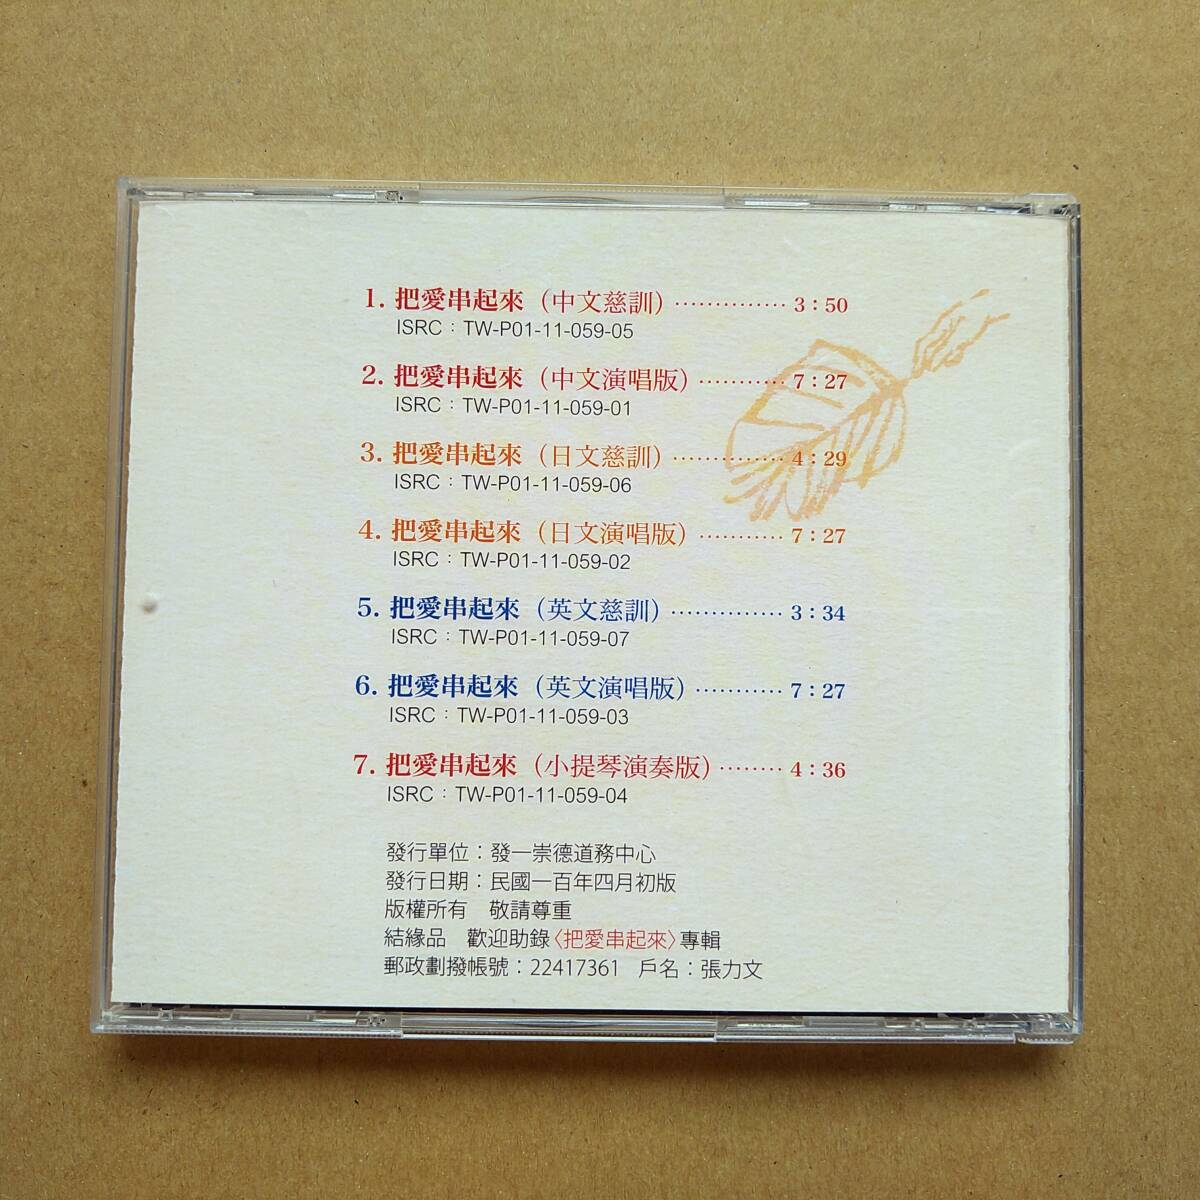 1. 把愛串起來（中文慈訓）·············· 3：50
ISRC：TW-P01-11-059-05
2. 把愛串起來（中文演唱版）··········· 7：27
ISRC：TW-P01-11-059-01
3. 把愛串起來（日文慈訓）·············· 4：29
ISRC：TW-P01-11-059-06
4. 把愛串起來（日文演唱版）··········· 7：27
ISRC：TW-P01-11-059-02
5. 把愛串起來（英文慈訓）·············· 3：34
ISRC：TW-P01-11-059-07
6. 把愛串起來（英文演唱版）··········· 7：27
ISRC：TW-P01-11-059-03
7. 把愛串起來（小提琴演奏版）········ 4：36
ISRC：TW-P01-11-059-04
發行單位：發一崇德道務中心
發行日期：民國一百年四月初版
版權所有　敬請尊重
結緣品　歡迎助錄〈把愛串起來〉專輯
郵政劃撥帳號：22417361　戶名：張力文